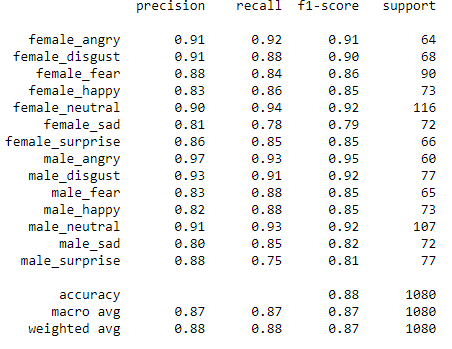 precision recall f1-score support
female_angry 0.91 0.92 0.91 64
female_disgust 0.91 0.88 0.90 68
female_fear 0.88 0.84 0.86 90
female_happy 0.83 0.86 0.85 73
female_neutral 0.90 0.94 0.92 116
female_sad 0.81 0.78 0.79 72
female_surprise 0.86 0.85 0.85 66
male_angry 0.97 0.93 0.95 60
male_disgust 0.93 0.91 0.92 77
male_fear 0.83 0.88 0.85 65
male_happy 0.82 0.88 0.85 73
male_neutral 0.91 0.93 0.92 107
male_sad 0.80 0.85 0.82 72
male_surprise 0.88 0.75 0.81 77
accuracy 0.88 1080
macro avg 0.87 0.87 0.87 1080
weighted avg 0.88 0.88 0.87 1080